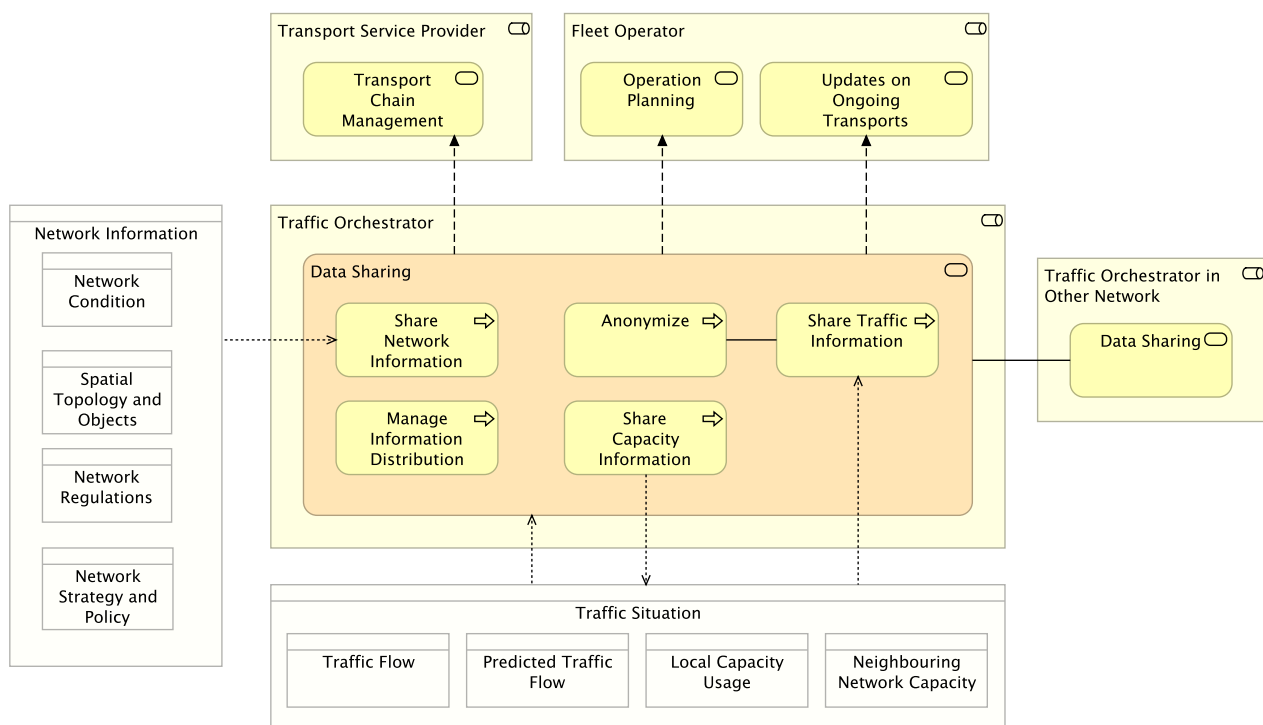 Transport Service Provider
Transport
Chain
Management
Fleet Operator
Operation
Planning
Updates on
Ongoing
Transports
Network Information
Network
Condition
Spatial
Topology and
Objects
Network
Regulations
Network
Strategy and
Policy
Traffic Orchestrator
Data Sharing
Share
Network
Information
Anonymize
Share Traffic
Information
Manage
Information
Distribution
Share
Capacity
Information
Traffic Orchestrator in
Other Network
Data Sharing
Traffic Situation
Traffic Flow
Predicted Traffic
Flow
Local Capacity
Usage
Neighbouring
Network Capacity